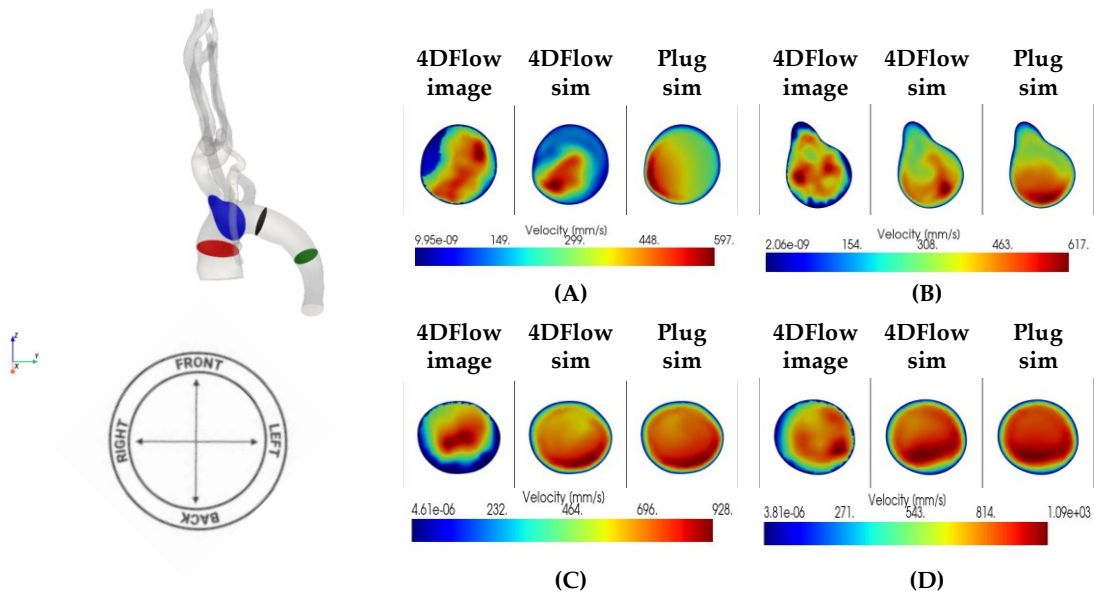 4DFlow image
4DFlow sim
Plug sim
Velocity (mm/s)
9.95e-09 149. 299. 448. 597.
(A)
4DFlow image
4DFlow sim
Plug sim
Velocity (mm/s)
2.06e-09 154. 308. 463. 617.
(B)
Z
Y
X
FRONT
RIGHT
LEFT
BACK
4DFlow image
4DFlow sim
Plug sim
Velocity (mm/s)
4.61e-06 232. 464. 696. 928.
(C)
4DFlow image
4DFlow sim
Plug sim
Velocity (mm/s)
3.81e-06 271. 543. 814. 1.09e+03
(D)